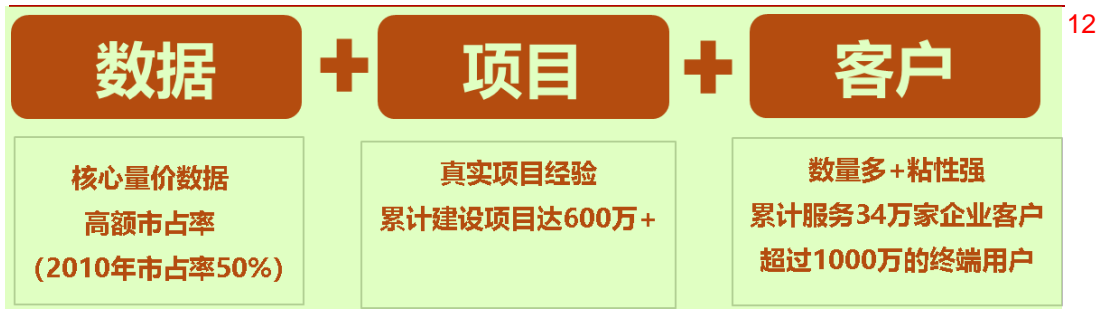 数据 + 项目 + 客户
12
核心量价数据
高额市占率
(2010年市占率50%)
真实项目经验
累计建设项目达600万+
数量多+粘性强
累计服务34万家企业客户
超过1000万的终端用户